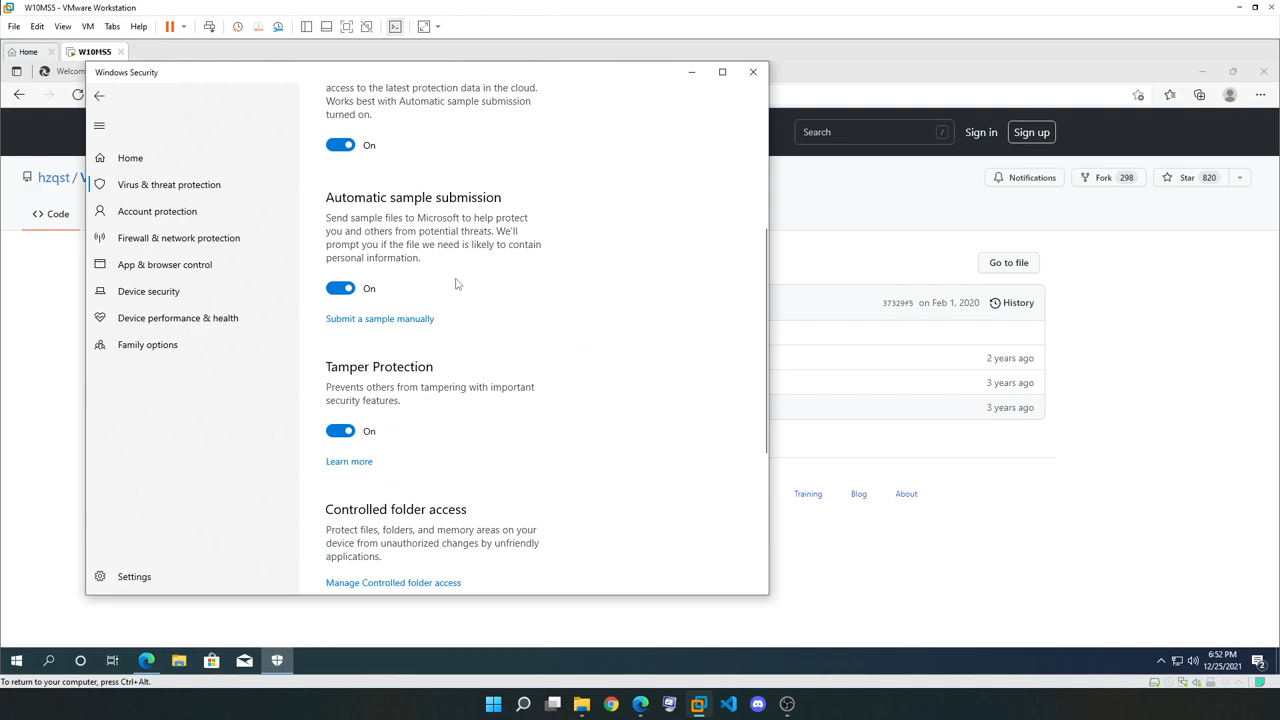 W10MS5 - VMware Workstation
File Edit View VM Tabs Help
Home W10MS5
Welcom
Windows Security
access to the latest protection data in the cloud.
Works best with Automatic sample submission
turned on.
On
Automatic sample submission
Send sample files to Microsoft to help protect
you and others from potential threats. We'll
prompt you if the file we need is likely to contain
personal information.
On
Submit a sample manually
Tamper Protection
Prevents others from tampering with important
security features.
On
Learn more
Controlled folder access
Protect files, folders, and memory areas on your
device from unauthorized changes by unfriendly
applications.
Manage Controlled folder access
Home
Virus & threat protection
Account protection
Firewall & network protection
App & browser control
Device security
Device performance & health
Family options
Settings
Search /
Sign in Sign up
hzqst / V
Notifications Fork 298 Star 820
<> Code
Go to file
37329f5 on Feb 1, 2020 History
2 years ago
3 years ago
3 years ago
Training Blog About
6:52 PM
12/25/2021
2
To return to your computer, press Ctrl+Alt.